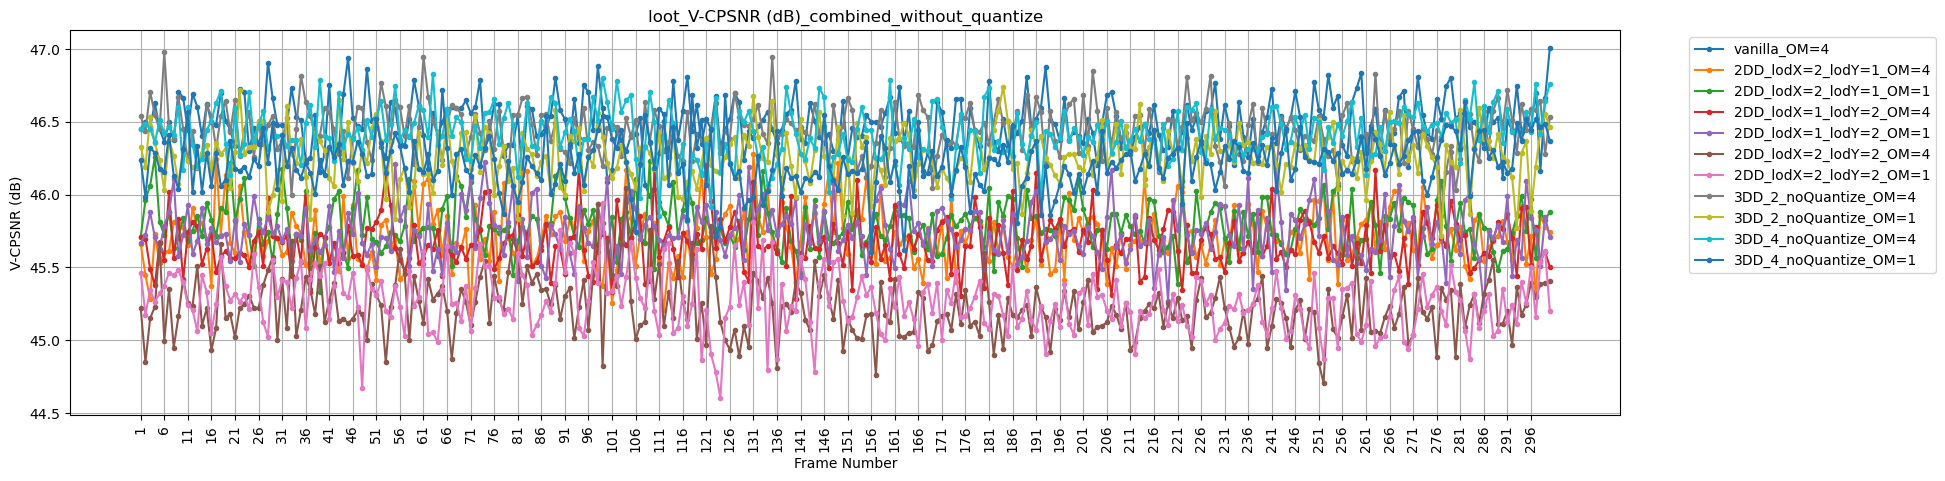 loot_V-CPSNR (dB)_combined_without_quantize
V-CPSNR (dB)
47.0
46.5
46.0
45.5
45.0
44.5
1 6 11 16 21 26 31 36 41 46 51 56 61 66 71 76 81 86 91 96 101 106 111 116 121 126 131 136 141 146 151 156 161 166 171 176 181 186 191 196 201 206 211 216 221 226 231 236 241 246 251 256 261 266 271 276 281 286 291 296
Frame Number
vanilla_OM=4
2DD_lodX=2_lodY=1_OM=4
2DD_lodX=2_lodY=1_OM=1
2DD_lodX=1_lodY=2_OM=4
2DD_lodX=1_lodY=2_OM=1
2DD_lodX=2_lodY=2_OM=4
2DD_lodX=2_lodY=2_OM=1
3DD_2_noQuantize_OM=4
3DD_2_noQuantize_OM=1
3DD_4_noQuantize_OM=4
3DD_4_noQuantize_OM=1